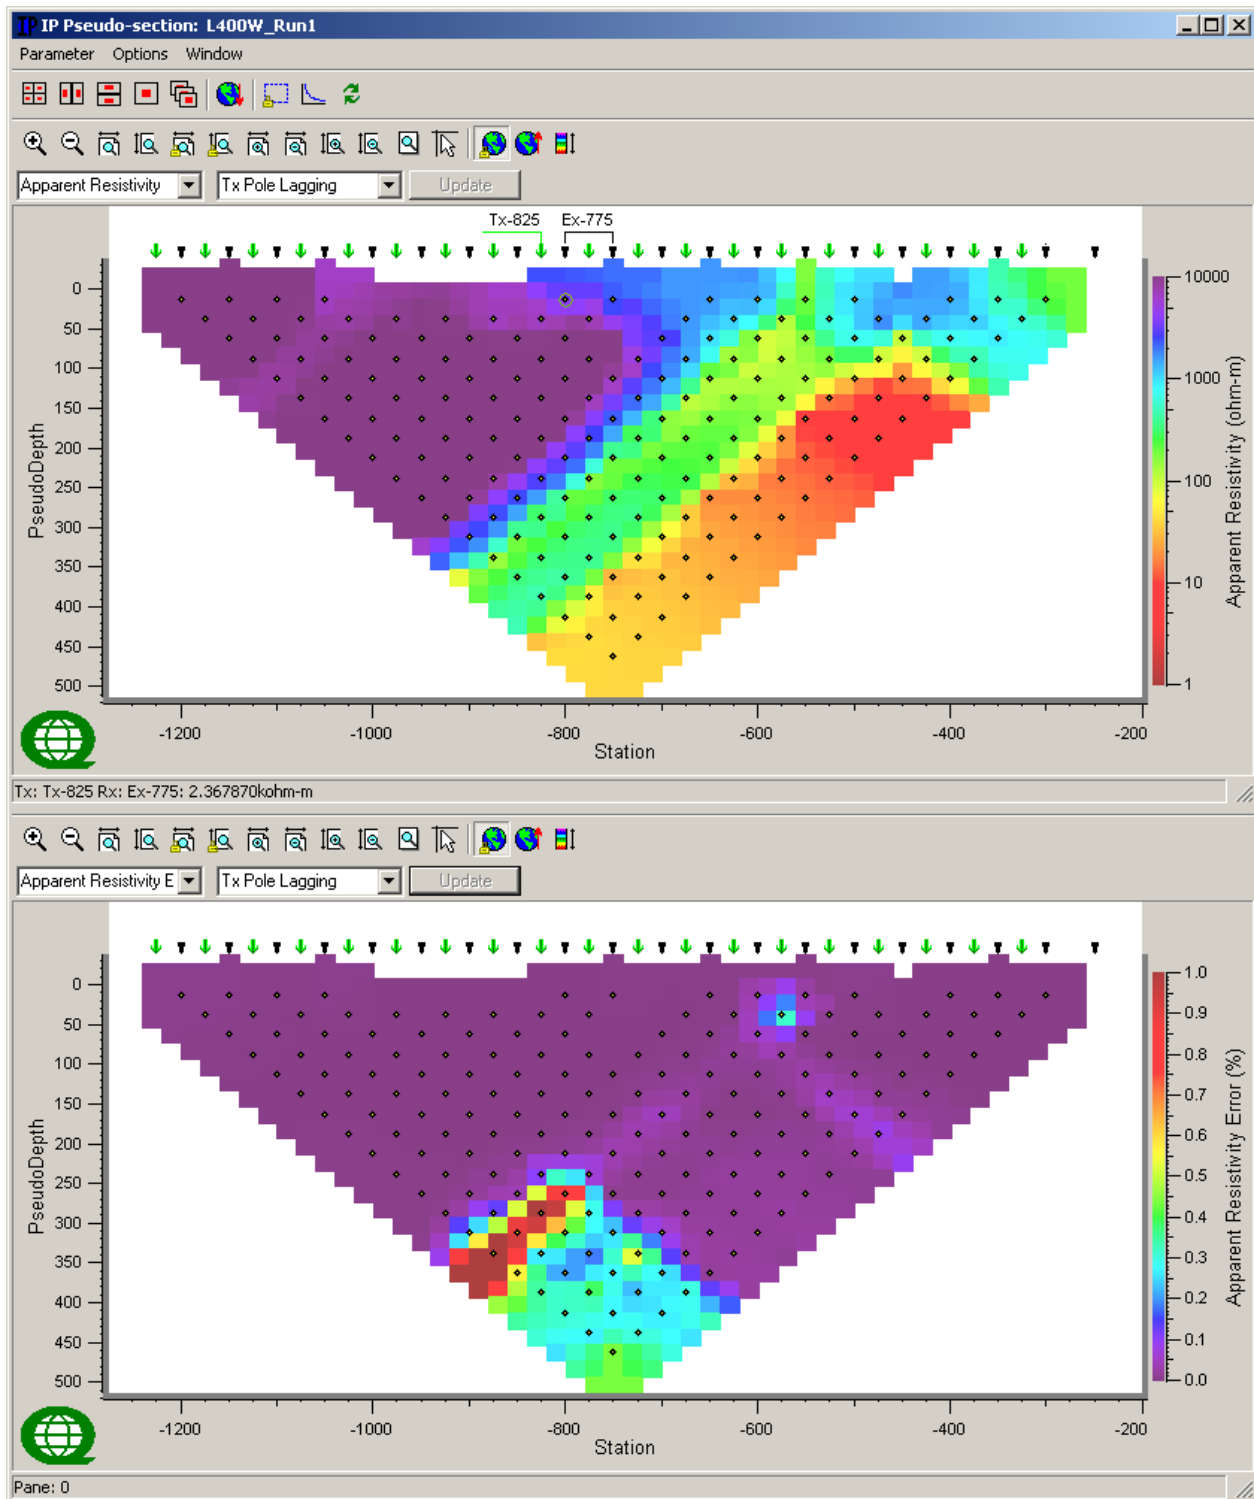 IP IP Pseudo-section: L400W_Run1
Parameter Options Window
Apparent Resistivity Tx Pole Lagging Update
Tx-825 Ex-775
0
50
100
150
200
250
300
350
400
450
500
PseudoDepth
-1200 -1000 -800 -600 -400 -200
Station
10000
1000
100
10
1
Apparent Resistivity (ohm-m)
Tx: Tx-825 Rx: Ex-775: 2.367870kohm-m
Apparent Resistivity E Tx Pole Lagging Update
0
50
100
150
200
250
300
350
400
450
500
PseudoDepth
-1200 -1000 -800 -600 -400 -200
Station
1.0
0.9
0.8
0.7
0.6
0.5
0.4
0.3
0.2
0.1
0.0
Apparent Resistivity Error (%)
Pane: 0